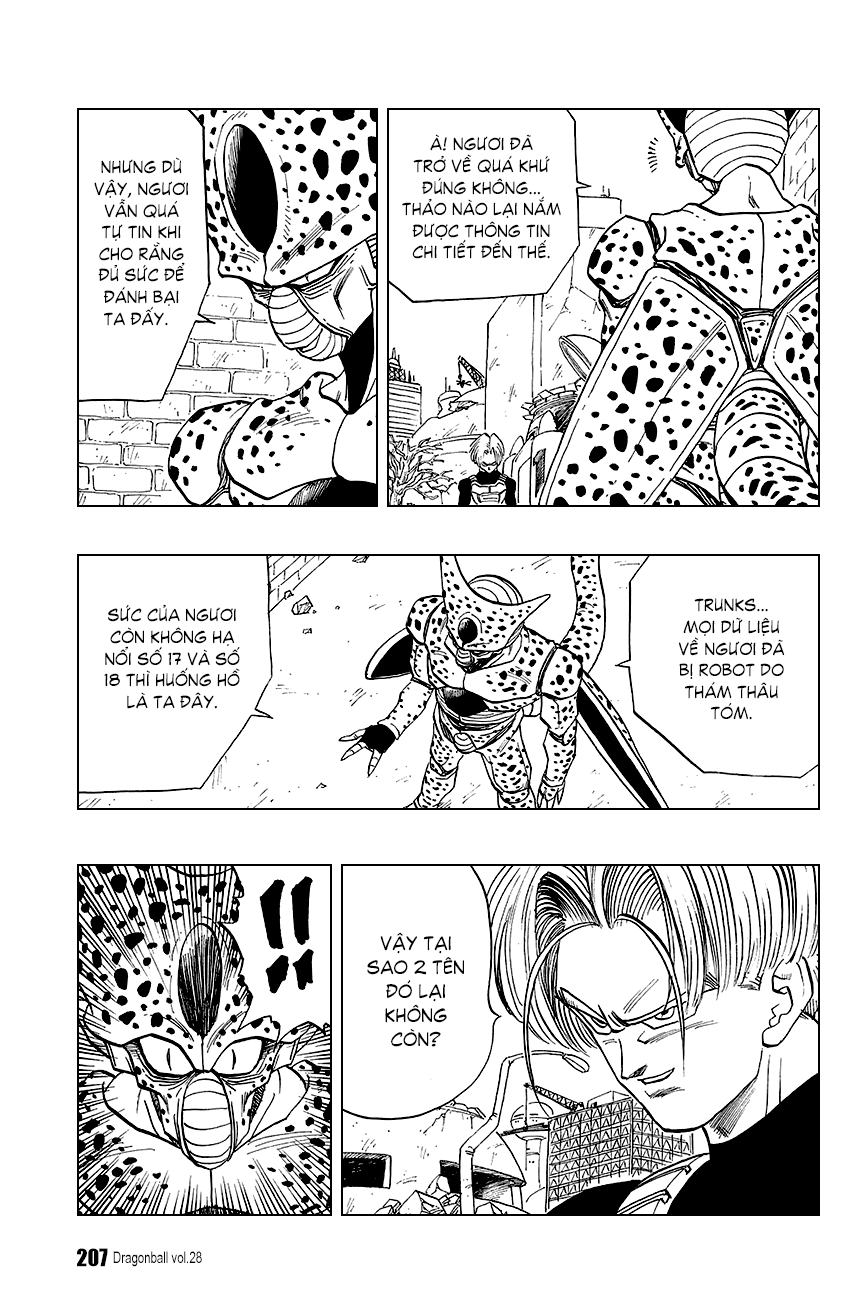 À! NGƯƠI ĐÃ
TRỞ VỀ QUÁ KHỨ
ĐÚNG KHÔNG...
THẢO NÀO LẠI NẮM
ĐƯỢC THÔNG TIN
CHI TIẾT ĐẾN THẾ.
NHƯNG DÙ
VẬY, NGƯƠI
VẪN QUÁ
TỰ TIN KHI
CHO RẰNG
ĐỦ SỨC ĐỂ
ĐÁNH BẠI
TA ĐẤY.
TRUNKS...
MỌI DỮ LIỆU
VỀ NGƯƠI ĐÃ
BỊ ROBOT DO
THÁM THÂU
TÓM.
SỨC CỦA NGƯƠI
CÒN KHÔNG HẠ
NỔI SỐ 17 VÀ SỐ
18 THÌ HUỐNG HỒ
LÀ TA ĐÂY.
VẬY TẠI
SAO 2 TÊN
ĐÓ LẠI
KHÔNG
CÒN?
!!
207 Dragonball vol.28